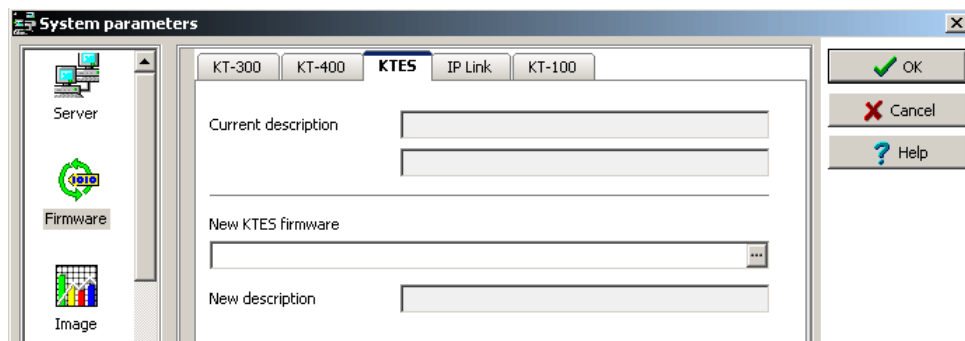 System parameters
KT-300 KT-400 KTES IP Link KT-100
OK
Server
Current description
Cancel
Help
Firmware
New KTES firmware
...
New description
Image